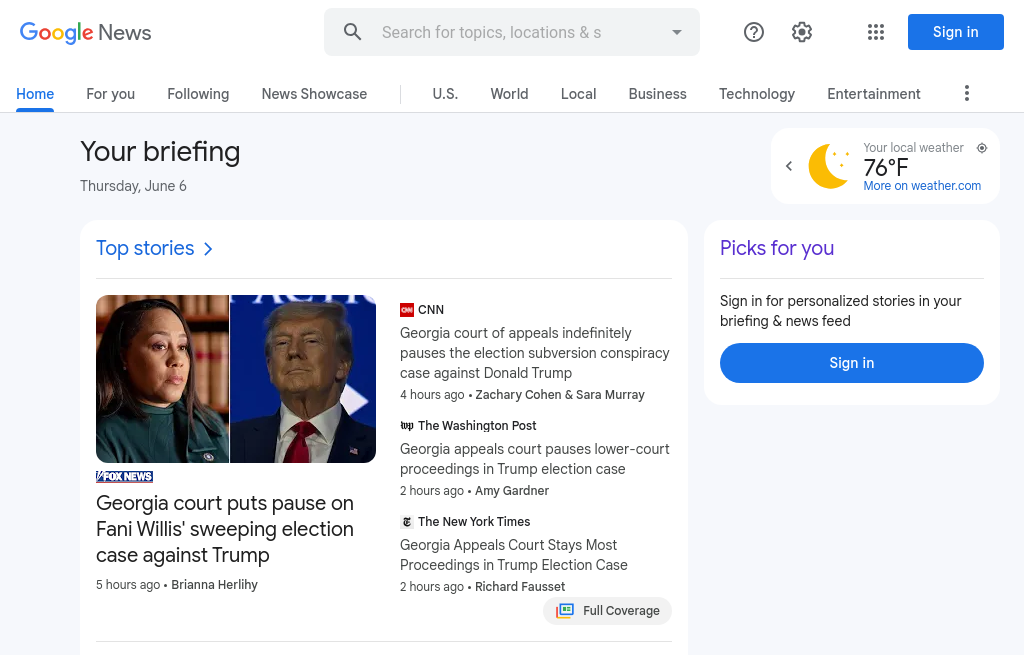 Google News
Search for topics, locations & s
Sign in
Home
For you
Following
News Showcase
U.S.
World
Local
Business
Technology
Entertainment
Your briefing
Thursday, June 6
Your local weather
76°F
More on weather.com
Top stories
FOX NEWS
Georgia court puts pause on
Fani Willis' sweeping election
case against Trump
5 hours ago • Brianna Herlihy
CNN
CNN
Georgia court of appeals indefinitely
pauses the election subversion conspiracy
case against Donald Trump
4 hours ago • Zachary Cohen & Sara Murray
wp The Washington Post
Georgia appeals court pauses lower-court
proceedings in Trump election case
2 hours ago • Amy Gardner
T The New York Times
Georgia Appeals Court Stays Most
Proceedings in Trump Election Case
2 hours ago • Richard Fausset
Full Coverage
Picks for you
Sign in for personalized stories in your
briefing & news feed
Sign in